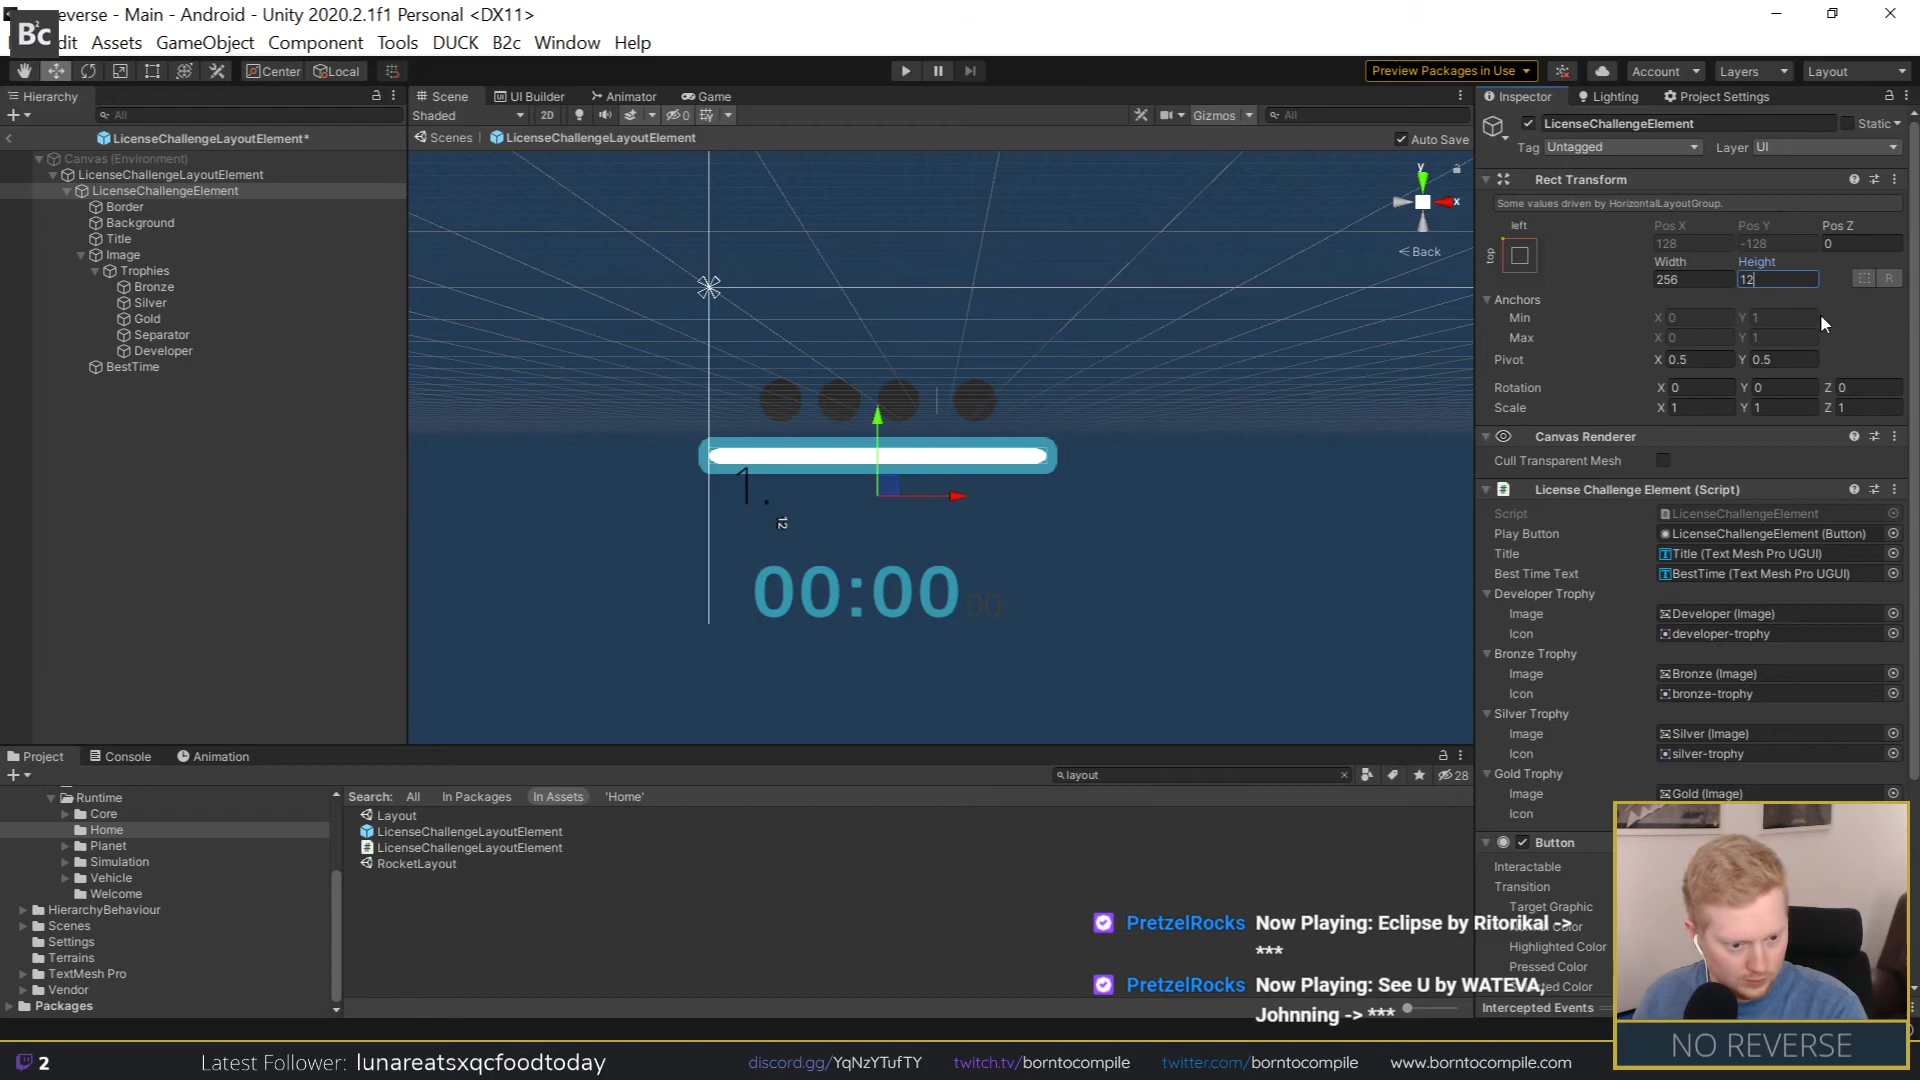 everse - Main - Android - Unity 2020.2.1f1 Personal <DX11>
Bc2
dit Assets GameObject Component Tools DUCK B2c Window Help
Center Local
Preview Packages in Use Account Layers Layout
Hierarchy
All
LicenseChallengeLayoutElement*
Canvas (Environment)
LicenseChallengeLayoutElement
LicenseChallengeElement
Border
Background
Title
Image
Trophies
Bronze
Silver
Gold
Separator
Developer
BestTime
Scene UI Builder Animator Game
Shaded 2D 0 Gizmos All
Scenes LicenseChallengeLayoutElement Auto Save
y
x
Back
1.
12
00:00 00
Inspector Lighting Project Settings
LicenseChallengeElement Static
Tag Untagged Layer UI
Rect Transform
Some values driven by HorizontalLayoutGroup.
left Pos X Pos Y Pos Z
top 128 -128 0
Width Height
256 12 R
Anchors
Min X 0 Y 1
Max X 0 Y 1
Pivot X 0.5 Y 0.5
Rotation X 0 Y 0 Z 0
Scale X 1 Y 1 Z 1
Canvas Renderer
Cull Transparent Mesh
License Challenge Element (Script)
Script LicenseChallengeElement
Play Button LicenseChallengeElement (Button)
Title Title (Text Mesh Pro UGUI)
Best Time Text BestTime (Text Mesh Pro UGUI)
Developer Trophy
Image Developer (Image)
Icon developer-trophy
Bronze Trophy
Image Bronze (Image)
Icon bronze-trophy
Silver Trophy
Image Silver (Image)
Icon silver-trophy
Gold Trophy
Image Gold (Image)
Icon
Button
Interactable
Transition
Target Graphic
Highlighted Color
Pressed Color
Intercepted Events
Project Console Animation
layout 28
Runtime
Core
Home
Planet
Simulation
Vehicle
Welcome
HierarchyBehaviour
Scenes
Settings
Terrains
TextMesh Pro
Vendor
Packages
Search: All In Packages In Assets 'Home'
Layout
LicenseChallengeLayoutElement
LicenseChallengeLayoutElement
RocketLayout
PretzelRocks Now Playing: Eclipse by Ritorikal ->
***
PretzelRocks Now Playing: See U by WATEVA,
Johnning -> ***
NO REVERSE
2 Latest Follower: lunareatsxqcfoodtoday
discord.gg/YqNzYTufTY twitch.tv/borntocompile twitter.com/borntocompile www.borntocompile.com